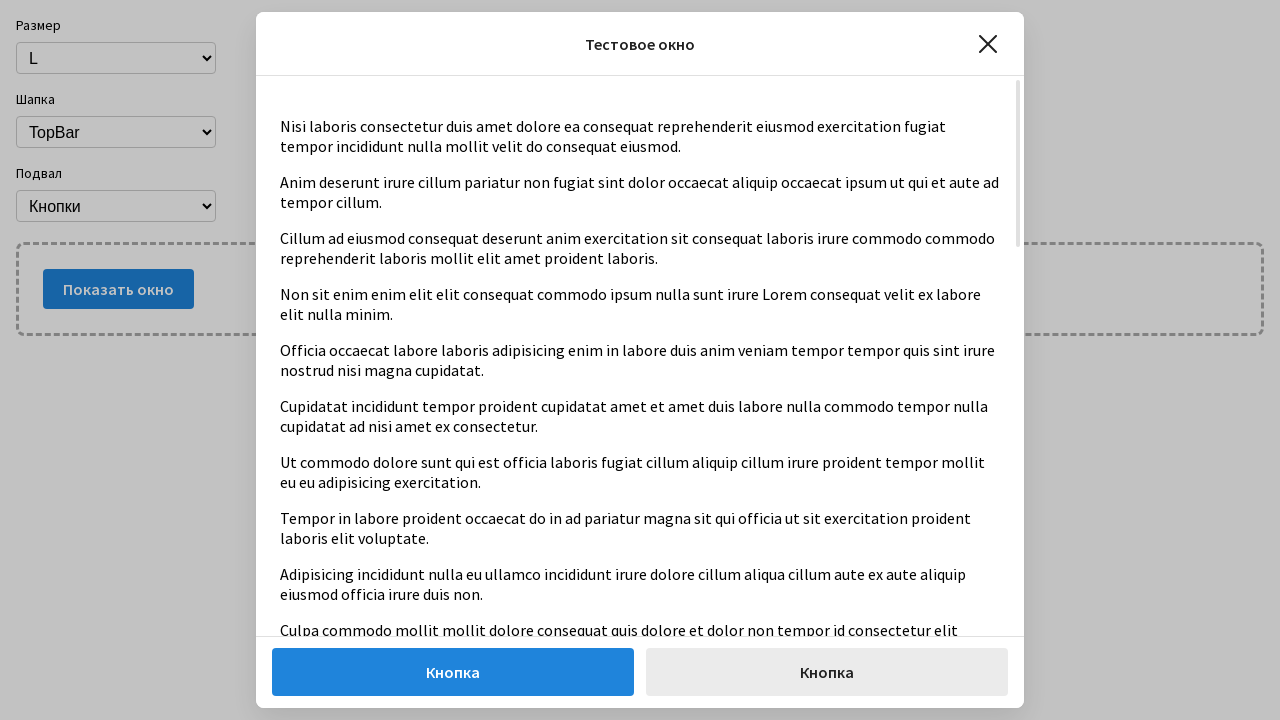 Размер
L
Шапка
TopBar
Подвал
Кнопки
Показать окно
Тестовое окно
Nisi laboris consectetur duis amet dolore ea consequat reprehenderit eiusmod exercitation fugiat
tempor incididunt nulla mollit velit do consequat eiusmod.
Anim deserunt irure cillum pariatur non fugiat sint dolor occaecat aliquip occaecat ipsum ut qui et aute ad
tempor cillum.
Cillum ad eiusmod consequat deserunt anim exercitation sit consequat laboris irure commodo commodo
reprehenderit laboris mollit elit amet proident laboris.
Non sit enim enim elit elit consequat commodo ipsum nulla sunt irure Lorem consequat velit ex labore
elit nulla minim.
Officia occaecat labore laboris adipisicing enim in labore duis anim veniam tempor tempor quis sint irure
nostrud nisi magna cupidatat.
Cupidatat incididunt tempor proident cupidatat amet et amet duis labore nulla commodo tempor nulla
cupidatat ad nisi amet ex consectetur.
Ut commodo dolore sunt qui est officia laboris fugiat cillum aliquip cillum irure proident tempor mollit
eu eu adipisicing exercitation.
Tempor in labore proident occaecat do in ad pariatur magna sit qui officia ut sit exercitation proident
laboris elit voluptate.
Adipisicing incididunt nulla eu ullamco incididunt irure dolore cillum aliqua cillum aute ex aute aliquip
eiusmod officia irure duis non.
Culpa commodo mollit mollit dolore consequat quis dolore et dolor non tempor id consectetur elit
Кнопка
Кнопка